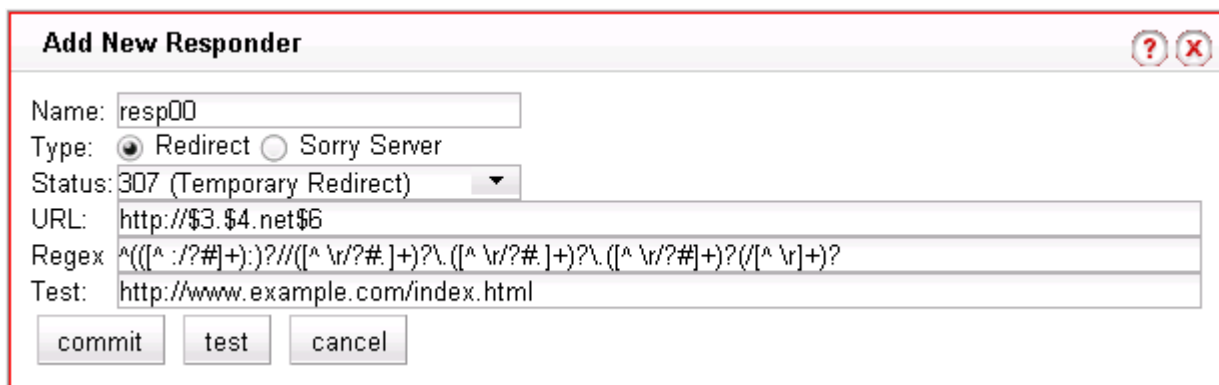 Add New Responder ? X
Name: resp00
Type: Redirect Sorry Server
Status: 307 (Temporary Redirect)
URL: http://$3.$4.net$6
Regex ^(([^ :/?#]+):)?//([^ \r/?#.]+)?\.([^ \r/?#.]+)?\.([^ \r/?#]+)?(/[^ \r]+)?
Test: http://www.example.com/index.html
commit test cancel